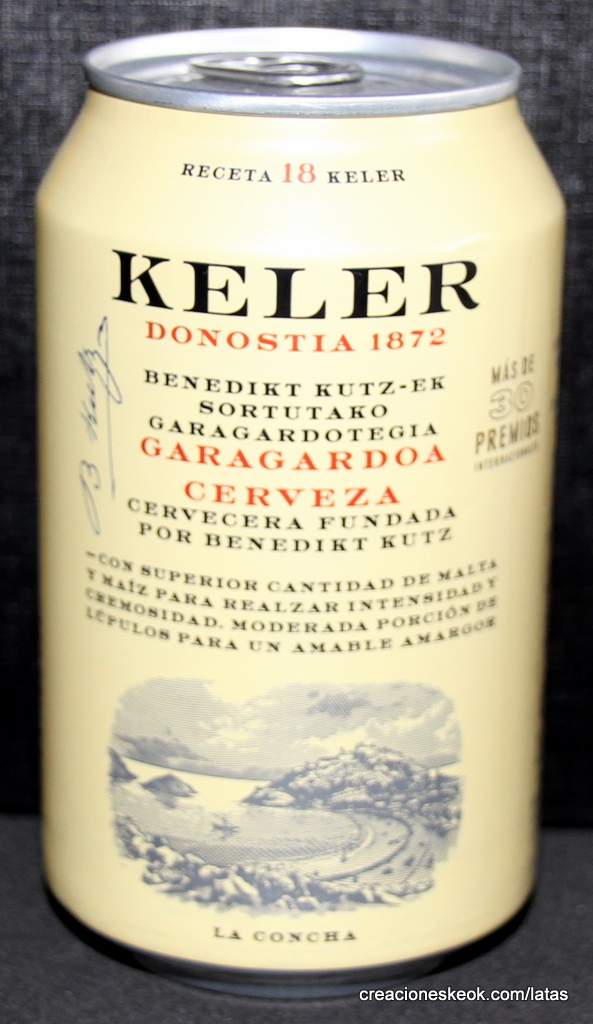 RECETA 18 KELER
KELER
DONOSTIA 1872
BENEDIKT KUTZ-EK
SORTUTAKO
GARAGARDOTEGIA
GARAGARDOA
CERVEZA
CERVECERA FUNDADA
POR BENEDIKT KUTZ
—CON SUPERIOR CANTIDAD DE MALTA
Y MAÍZ PARA REALZAR INTENSIDAD Y
CREMOSIDAD. MODERADA PORCIÓN DE
LÚPULOS PARA UN AMABLE AMARGOR
B Kutz
MÁS DE
30
PREMIOS
INTERNACIONALES
LA CONCHA
creacioneskeok.com/latas